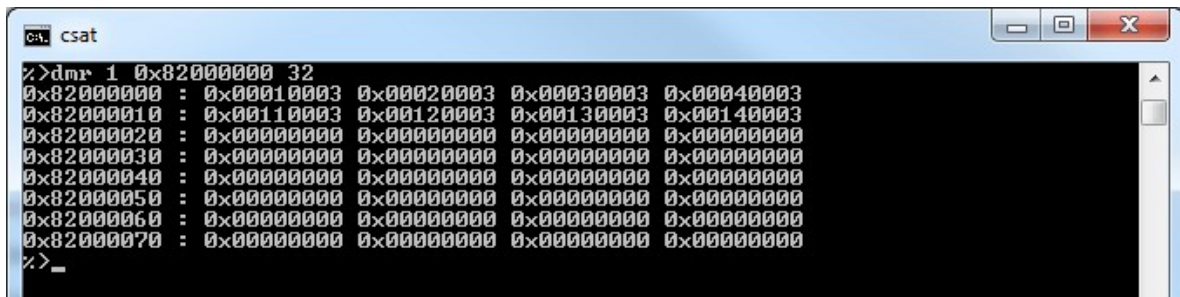 csat
%>dmr 1 0x82000000 32
0x82000000 : 0x00010003 0x00020003 0x00030003 0x00040003
0x82000010 : 0x00110003 0x00120003 0x00130003 0x00140003
0x82000020 : 0x00000000 0x00000000 0x00000000 0x00000000
0x82000030 : 0x00000000 0x00000000 0x00000000 0x00000000
0x82000040 : 0x00000000 0x00000000 0x00000000 0x00000000
0x82000050 : 0x00000000 0x00000000 0x00000000 0x00000000
0x82000060 : 0x00000000 0x00000000 0x00000000 0x00000000
0x82000070 : 0x00000000 0x00000000 0x00000000 0x00000000
%>_